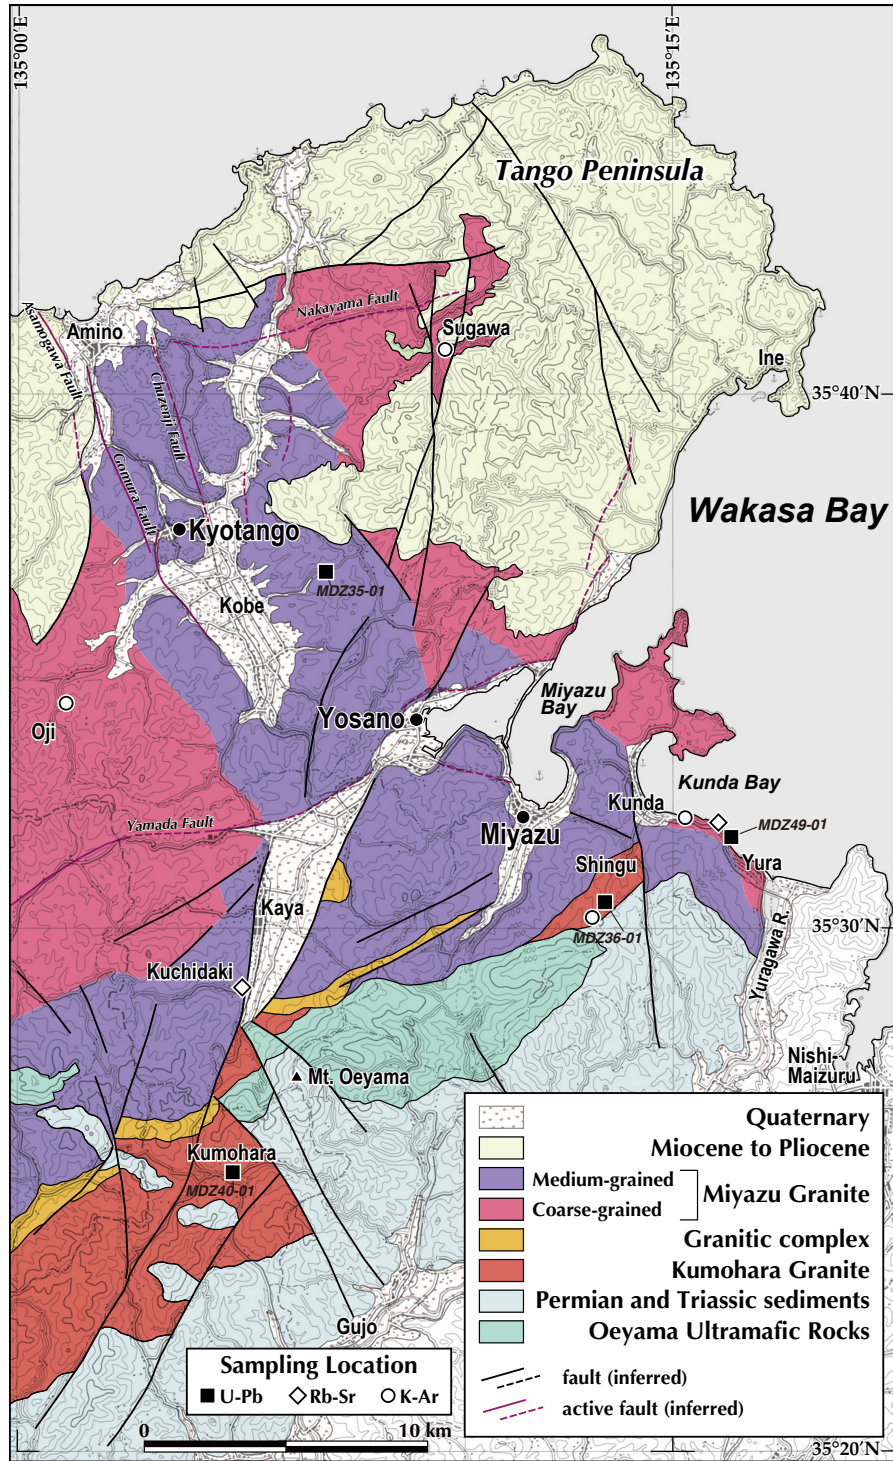 135°00'E
135°15'E
Tango Peninsula
Asamogawa Fault
Amino
Nakayama Fault
Sugawa
Ine
Chuzenji Fault
35°40'N
Gomura Fault
Wakasa Bay
Kyotango
MDZ35-01
Kobe
Miyazu
Bay
Oji
Yosano
Kunda Bay
Kunda
Yamada Fault
Miyazu
MDZ49-01
Yura
Shingu
Kaya
MDZ36-01
35°30'N
Yuragawa R.
Kuchidaki
Nishi-
Maizuru
Mt. Oeyama
Kumohara
MDZ40-01
Gujo
Quaternary
Miocene to Pliocene
Medium-grained
Coarse-grained
Miyazu Granite
Granitic complex
Kumohara Granite
Permian and Triassic sediments
Oeyama Ultramafic Rocks
fault (inferred)
active fault (inferred)
Sampling Location
U-Pb Rb-Sr K-Ar
0 10 km
35°20'N